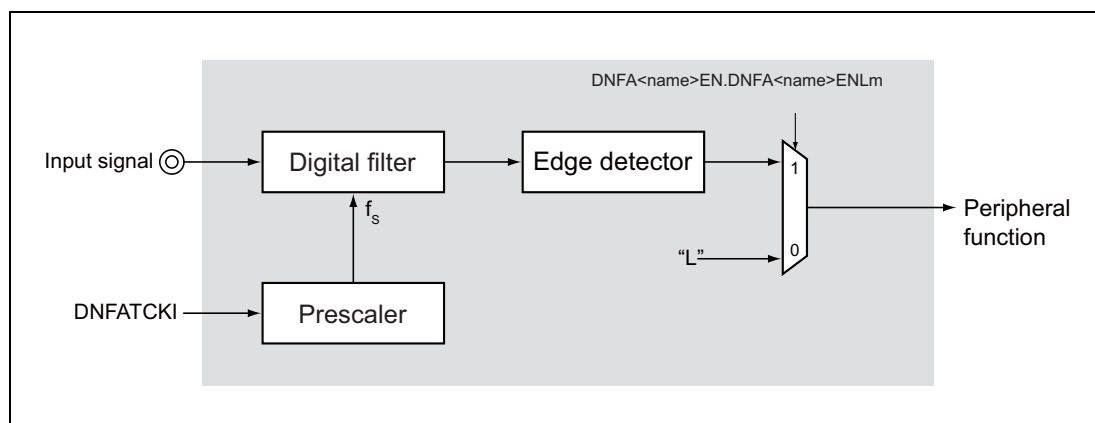 DNFA<name>EN.DNFA<name>ENLm
Input signal
Digital filter
Edge detector
1
fS
Peripheral
function
“L”
0
DNFATCKI
Prescaler